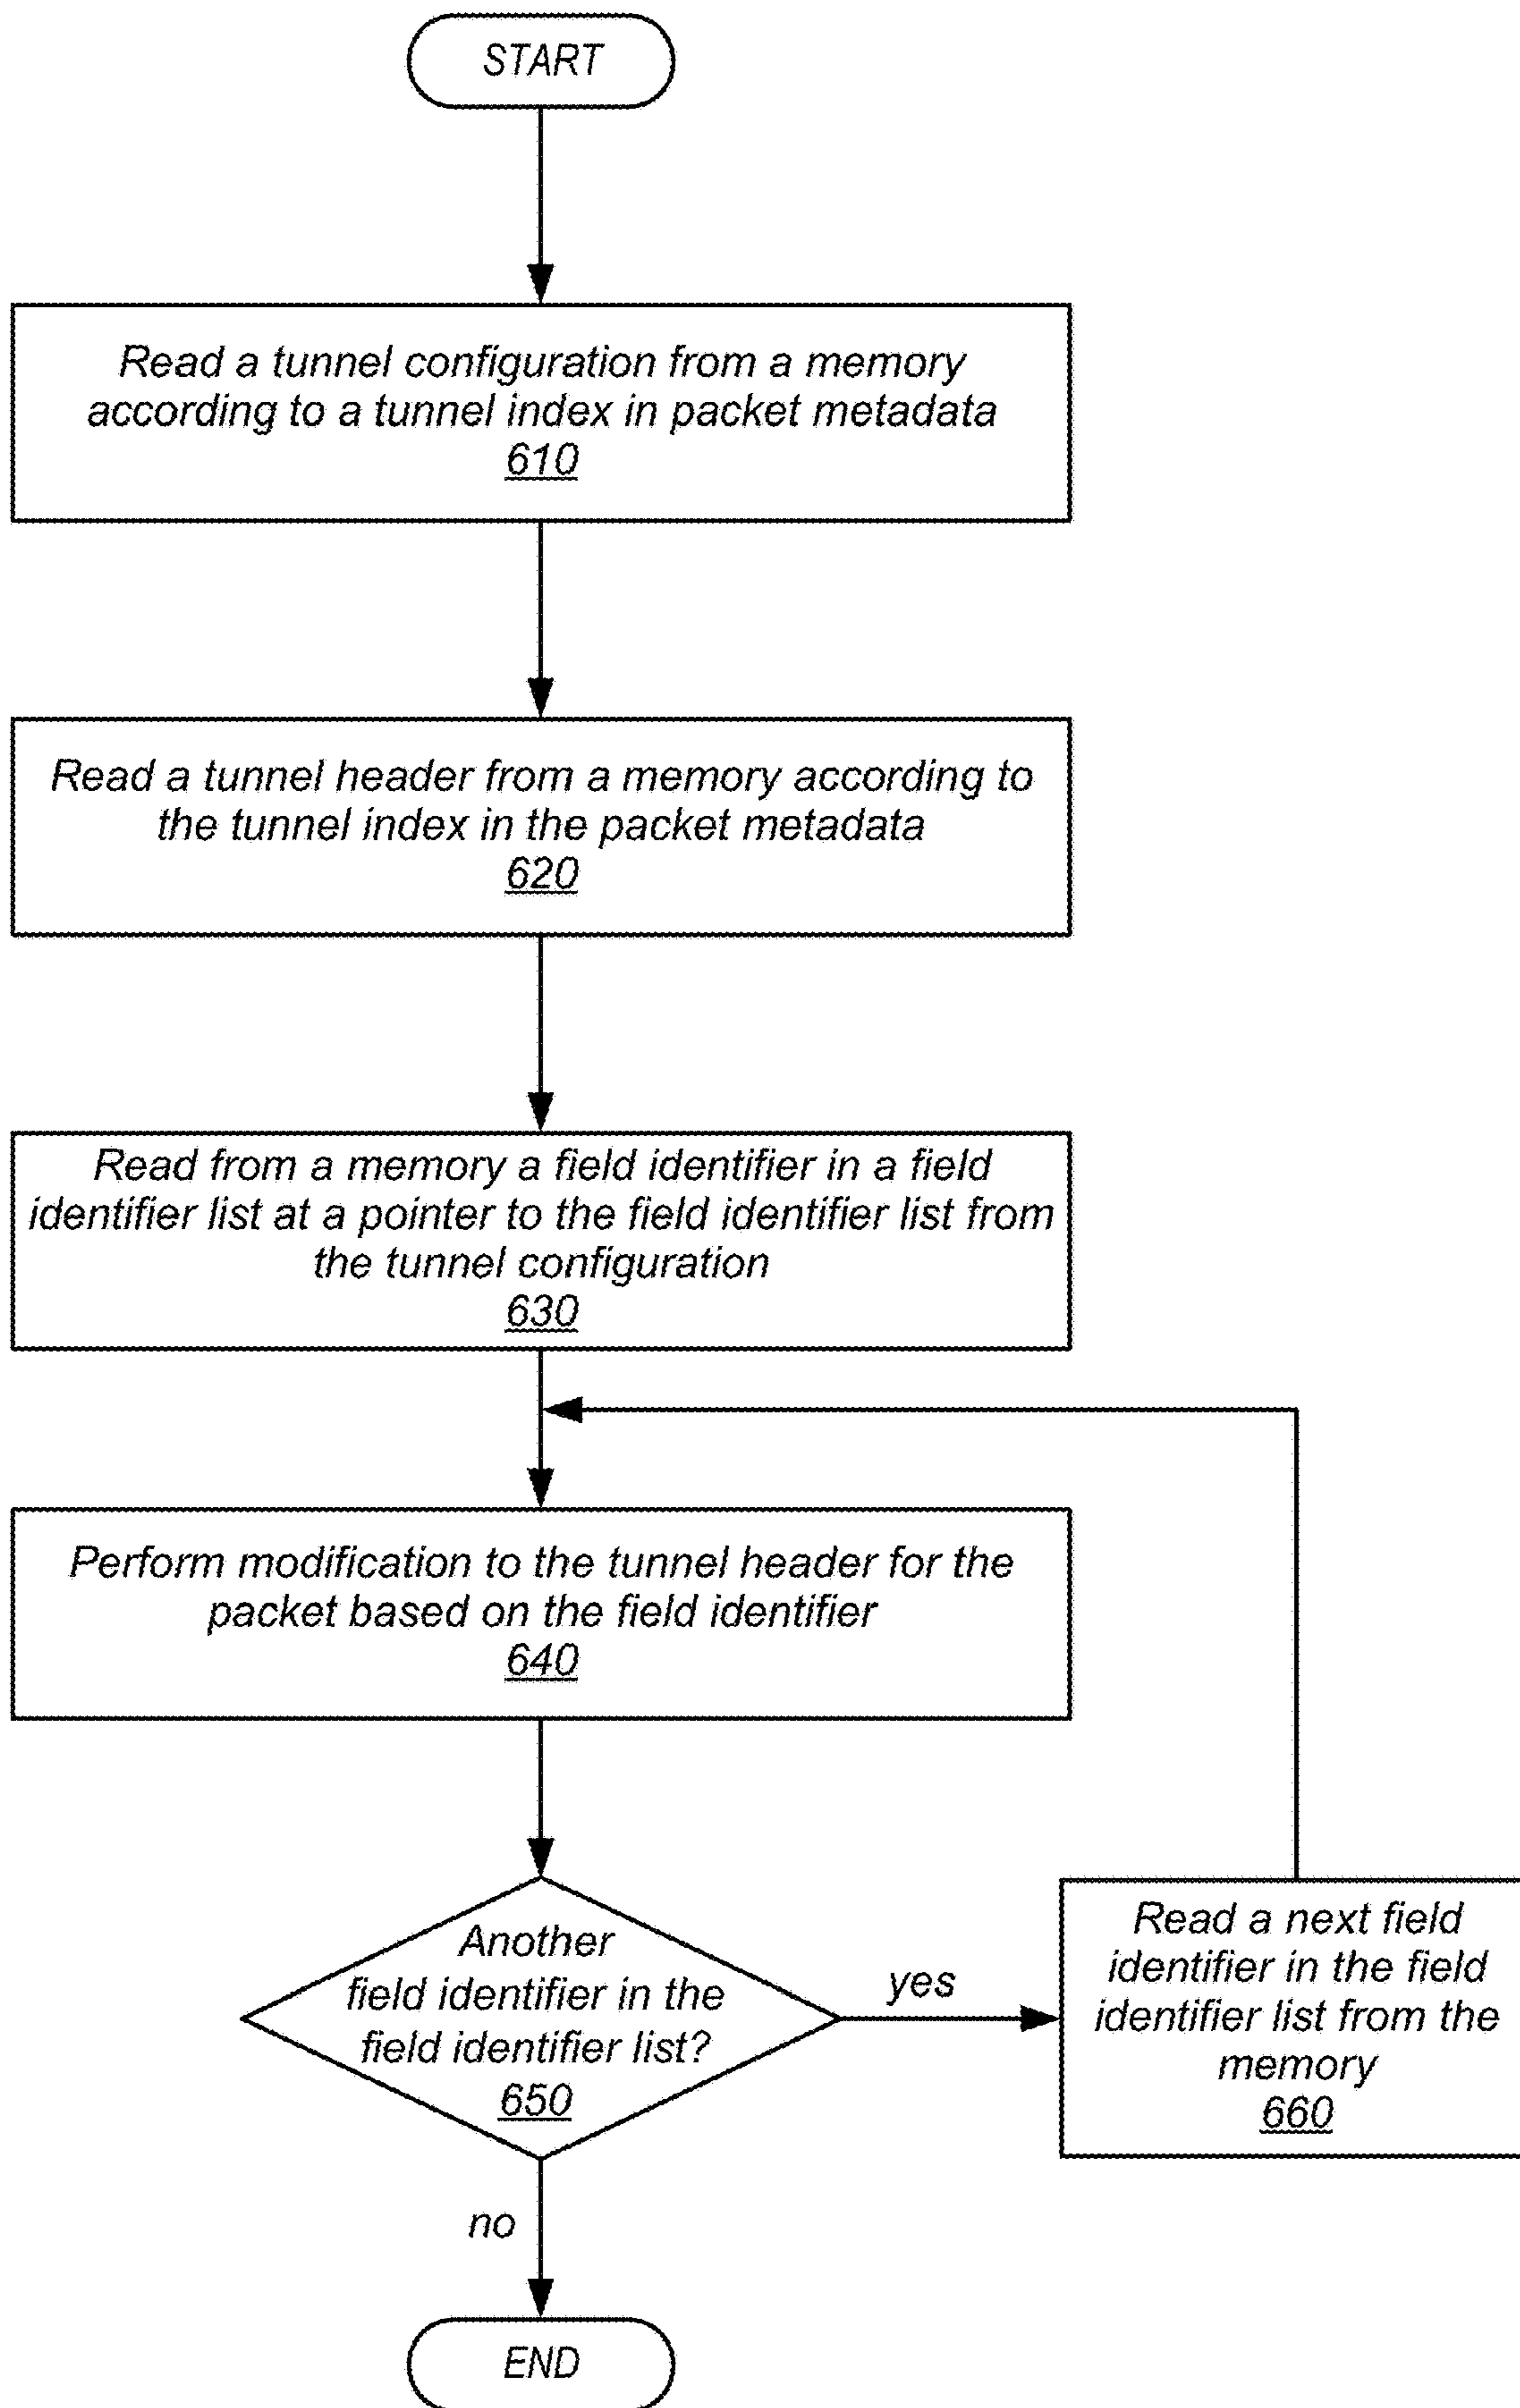 START
Read a tunnel configuration from a memory
according to a tunnel index in packet metadata
610
Read a tunnel header from a memory according to
the tunnel index in the packet metadata
620
Read from a memory a field identifier in a field
identifier list at a pointer to the field identifier list from
the tunnel configuration
630
Perform modification to the tunnel header for the
packet based on the field identifier
640
Another
field identifier in the
field identifier list?
650
yes
Read a next field
identifier in the field
identifier list from the
memory
660
no
END